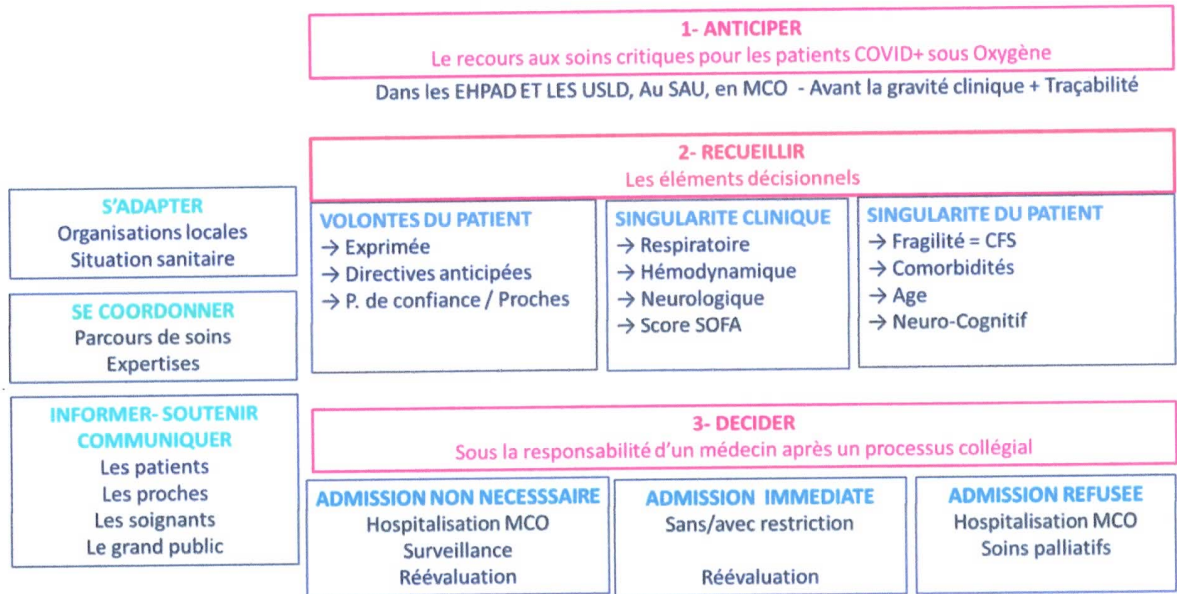 1- ANTICIPER
Le recours aux soins critiques pour les patients COVID+ sous Oxygène
Dans les EHPAD ET LES USLD, Au SAU, en MCO - Avant la gravité clinique + Traçabilité
2- RECUEILLIR
Les éléments décisionnels
S'ADAPTER
Organisations locales
Situation sanitaire
SE COORDONNER
Parcours de soins
Expertises
INFORMER- SOUTENIR
COMMUNIQUER
Les patients
Les proches
Les soignants
Le grand public
VOLONTES DU PATIENT
→ Exprimée
→ Directives anticipées
→ P. de confiance / Proches
SINGULARITE CLINIQUE
→ Respiratoire
→ Hémodynamique
→ Neurologique
→ Score SOFA
SINGULARITE DU PATIENT
→ Fragilité = CFS
→ Comorbidités
→ Age
→ Neuro-Cognitif
3- DECIDER
Sous la responsabilité d'un médecin après un processus collégial
ADMISSION NON NECESSSAIRE
Hospitalisation MCO
Surveillance
Réévaluation
ADMISSION IMMEDIATE
Sans/avec restriction
Réévaluation
ADMISSION REFUSEE
Hospitalisation MCO
Soins palliatifs